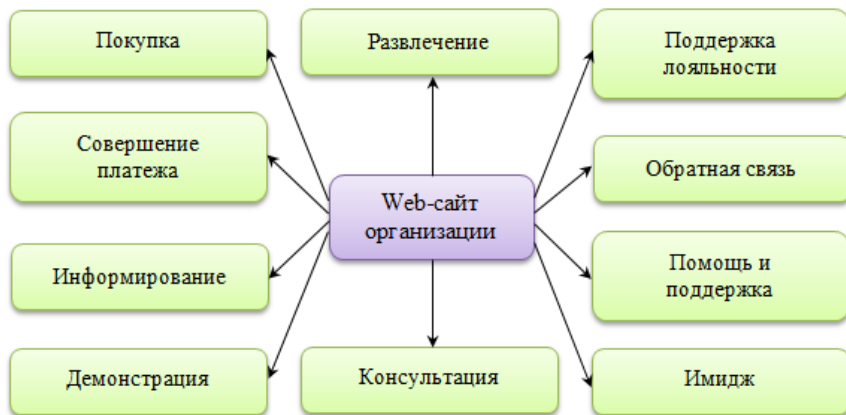 Покупка
Развлечение
Поддержка
лояльности
Совершение
платежа
Web-сайт
организации
Обратная связь
Информирование
Помощь и
поддержка
Демонстрация
Консультация
Имидж